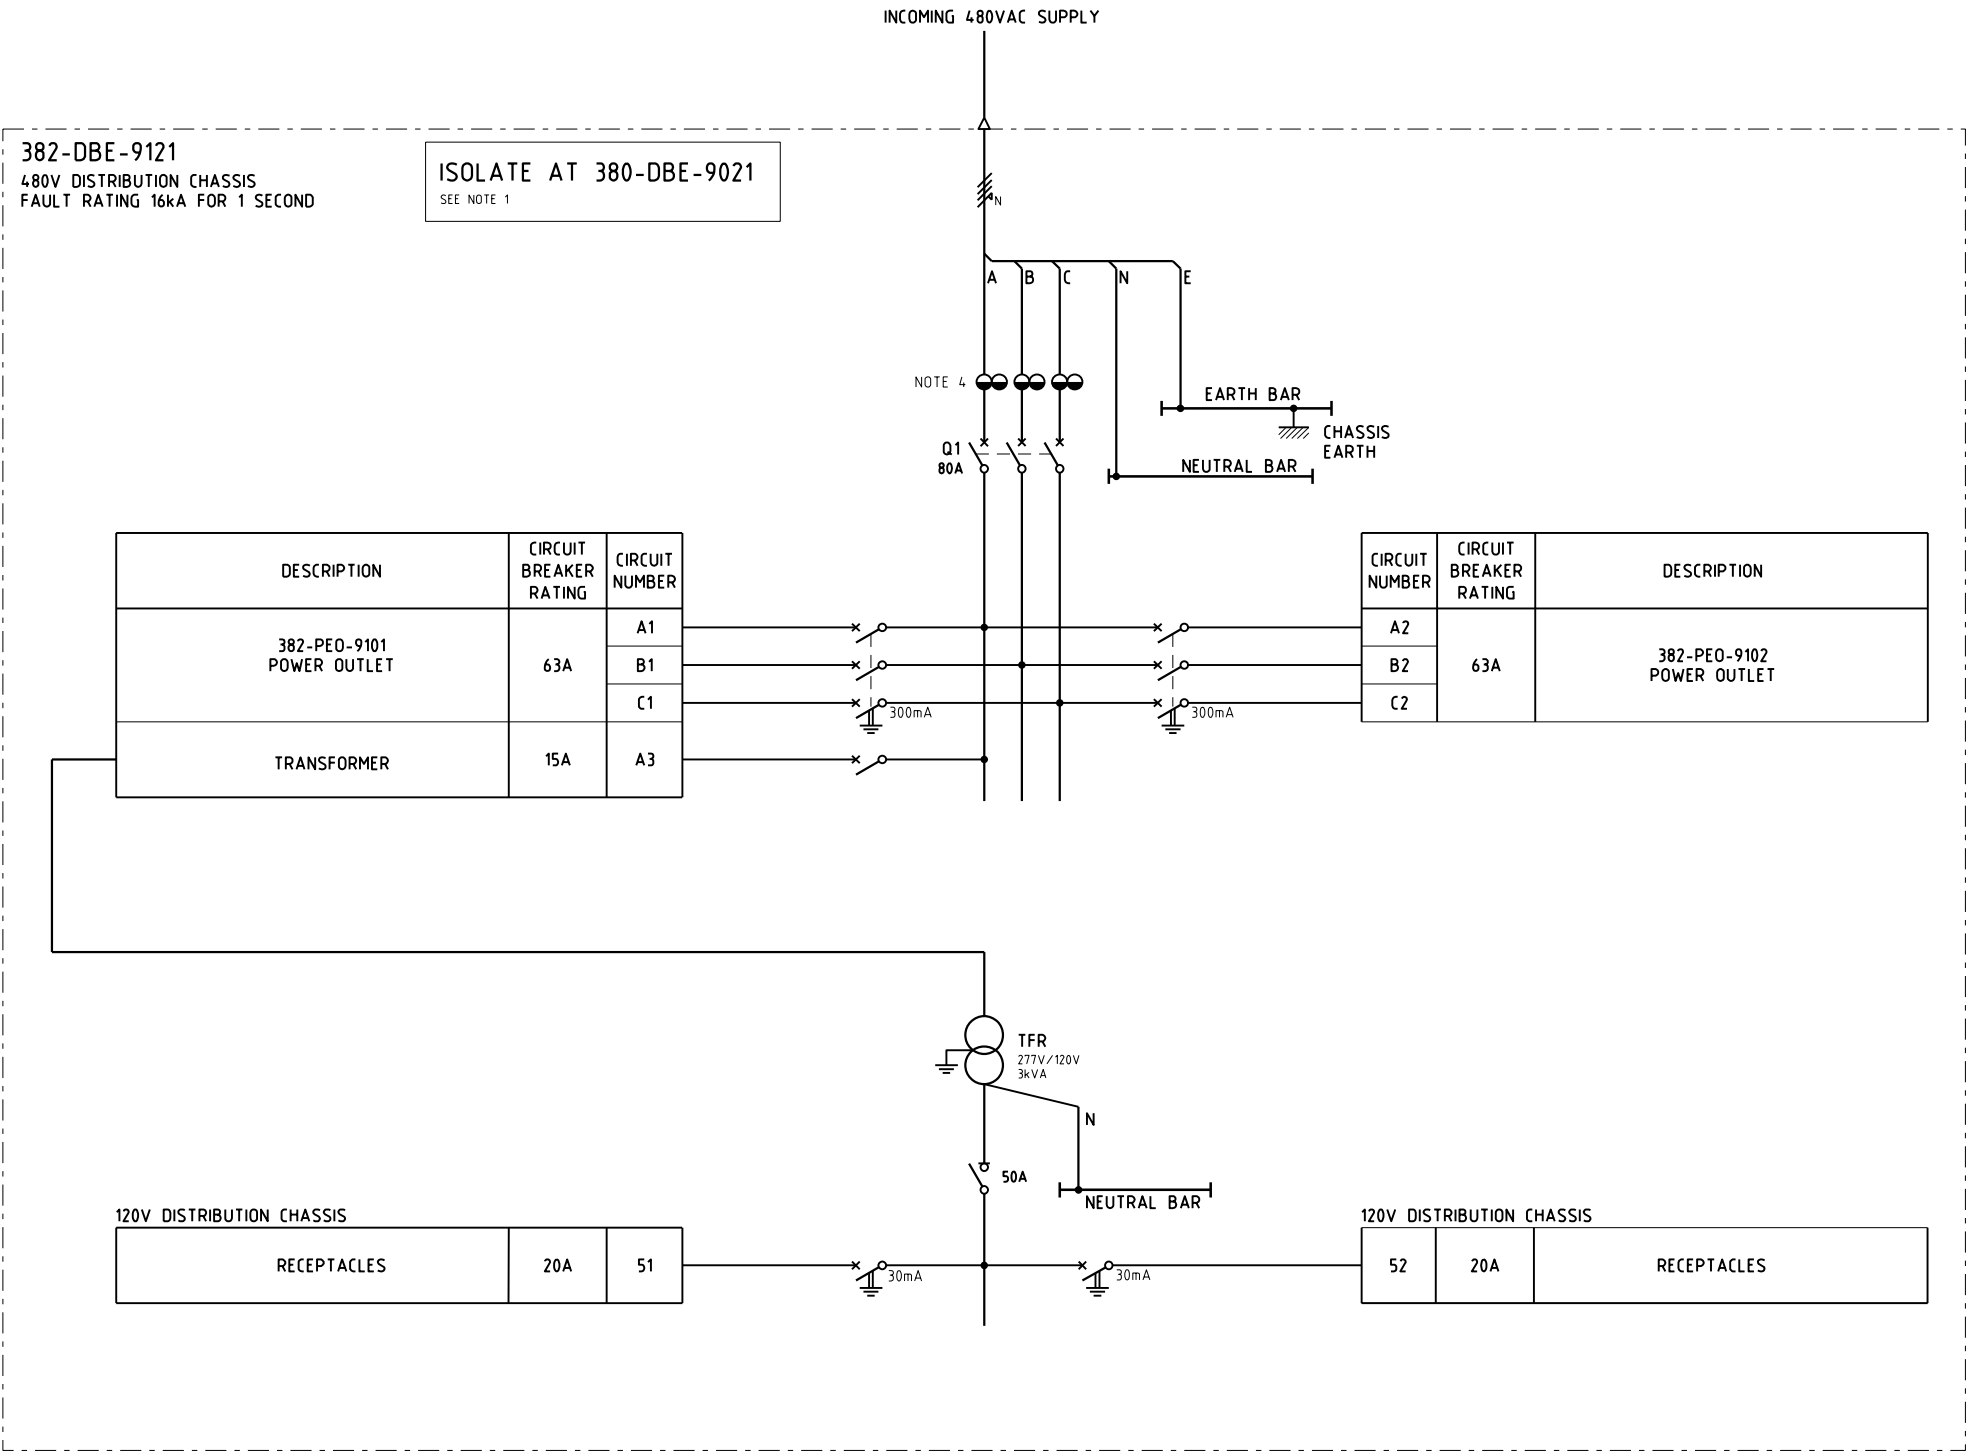 INCOMING 480VAC SUPPLY
382-DBE-9121
480V DISTRIBUTION CHASSIS
FAULT RATING 16kA FOR 1 SECOND
ISOLATE AT 380-DBE-9021
SEE NOTE 1
N
A B C N E
NOTE 4
EARTH BAR
CHASSIS
EARTH
Q1
80A
NEUTRAL BAR
DESCRIPTION
CIRCUIT
BREAKER
RATING
CIRCUIT
NUMBER
382-PEO-9101
POWER OUTLET
63A
A1
B1
C1
TRANSFORMER
15A
A3
300mA
300mA
CIRCUIT
NUMBER
CIRCUIT
BREAKER
RATING
DESCRIPTION
A2
B2
C2
63A
382-PEO-9102
POWER OUTLET
TFR
277V/120V
3kVA
N
50A
NEUTRAL BAR
120V DISTRIBUTION CHASSIS
RECEPTACLES
20A
51
30mA
30mA
120V DISTRIBUTION CHASSIS
52
20A
RECEPTACLES